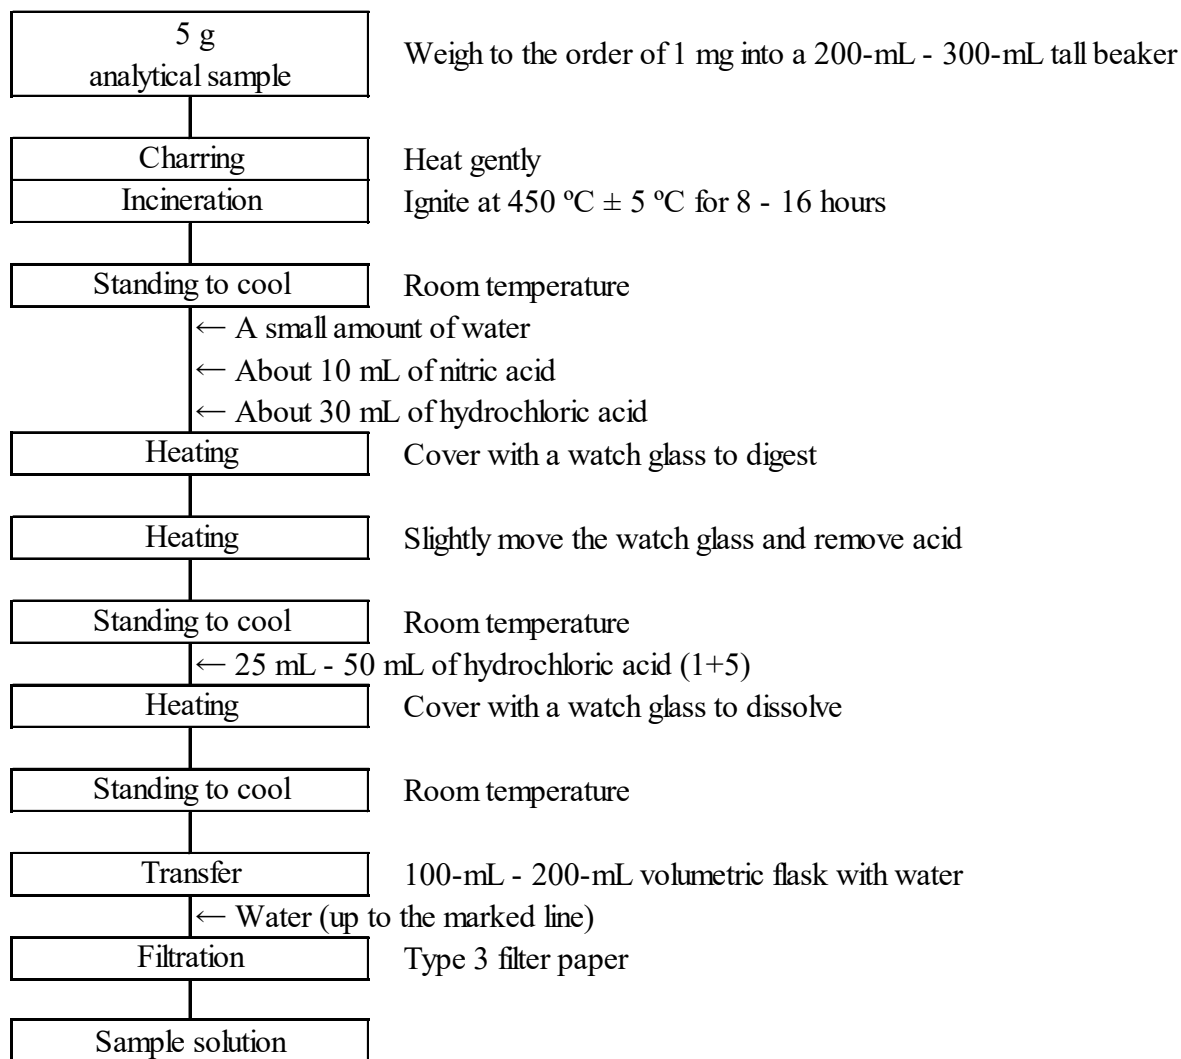 5 g
analytical sample
Weigh to the order of 1 mg into a 200-mL - 300-mL tall beaker
Charring
Heat gently
Incineration
Ignite at 450 ºC ± 5 ºC for 8 - 16 hours
Standing to cool
Room temperature
← A small amount of water
← About 10 mL of nitric acid
← About 30 mL of hydrochloric acid
Heating
Cover with a watch glass to digest
Heating
Slightly move the watch glass and remove acid
Standing to cool
Room temperature
← 25 mL - 50 mL of hydrochloric acid (1+5)
Heating
Cover with a watch glass to dissolve
Standing to cool
Room temperature
Transfer
100-mL - 200-mL volumetric flask with water
← Water (up to the marked line)
Filtration
Type 3 filter paper
Sample solution